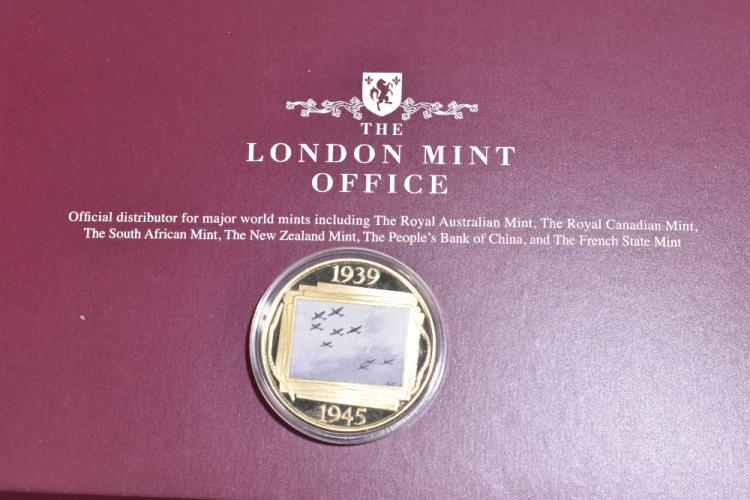 THE
LONDON MINT
OFFICE
Official distributor for major world mints including The Royal Australian Mint, The Royal Canadian Mint,
The South African Mint, The New Zealand Mint, The People's Bank of China, and The French State Mint
1939
1945